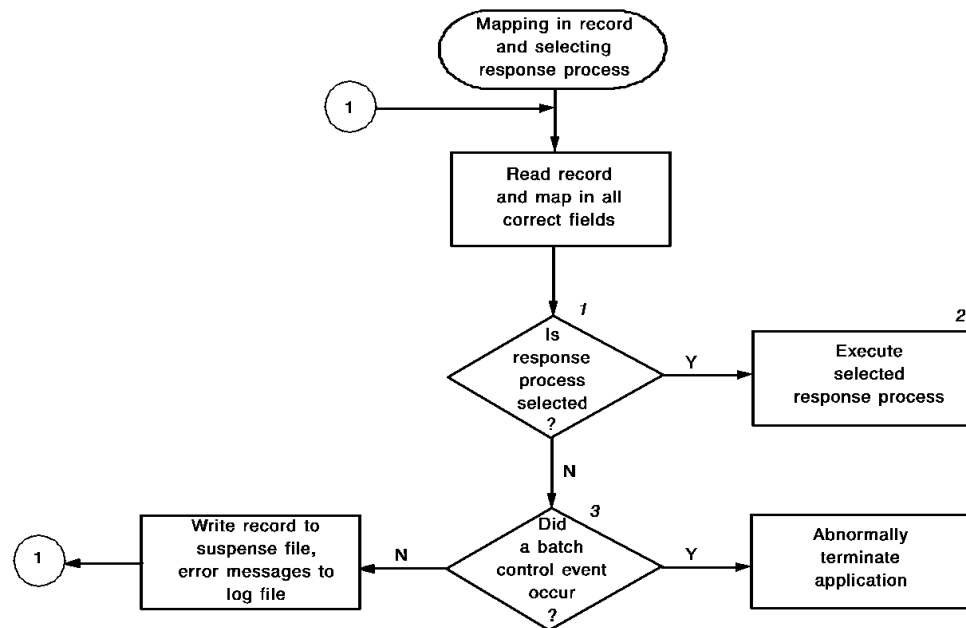 Mapping in record
and selecting
response process
1
Read record
and map in all
correct fields
1
Is
response
process
selected
?
Y
2
Execute
selected
response process
N
3
Did
a batch
control event
occur
?
Y
Abnormally
terminate
application
N
Write record to
suspense file,
error messages to
log file
1